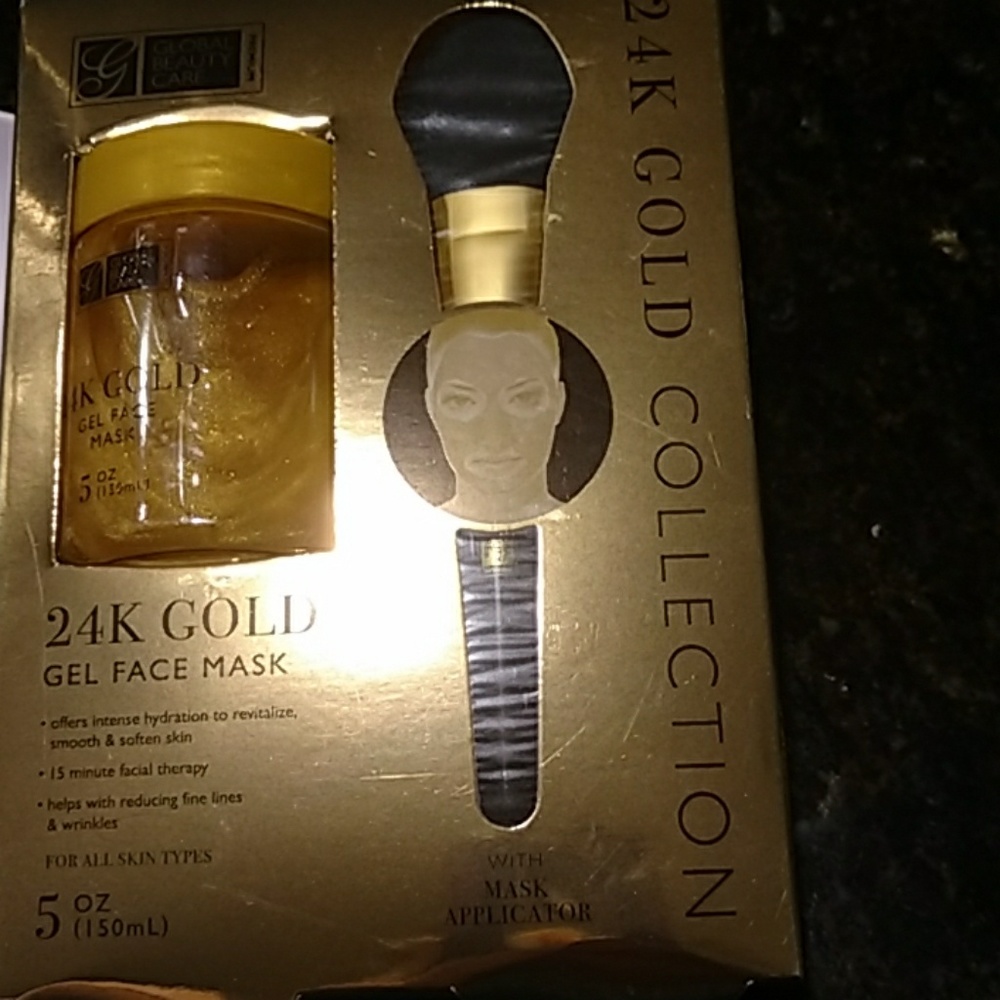 GLOBAL
BEAUTY
CARE
24K GOLD COLLECTION
4K GOLD
GEL FACE
MASK
5 OZ
24K GOLD
GEL FACE MASK
• offers intense hydration to revitalize,
smooth & soften skin
• 15 minute facial therapy
• helps with reducing fine lines
& wrinkles
FOR ALL SKIN TYPES
5 OZ
(150mL)
WITH
MASK
APPLICATOR